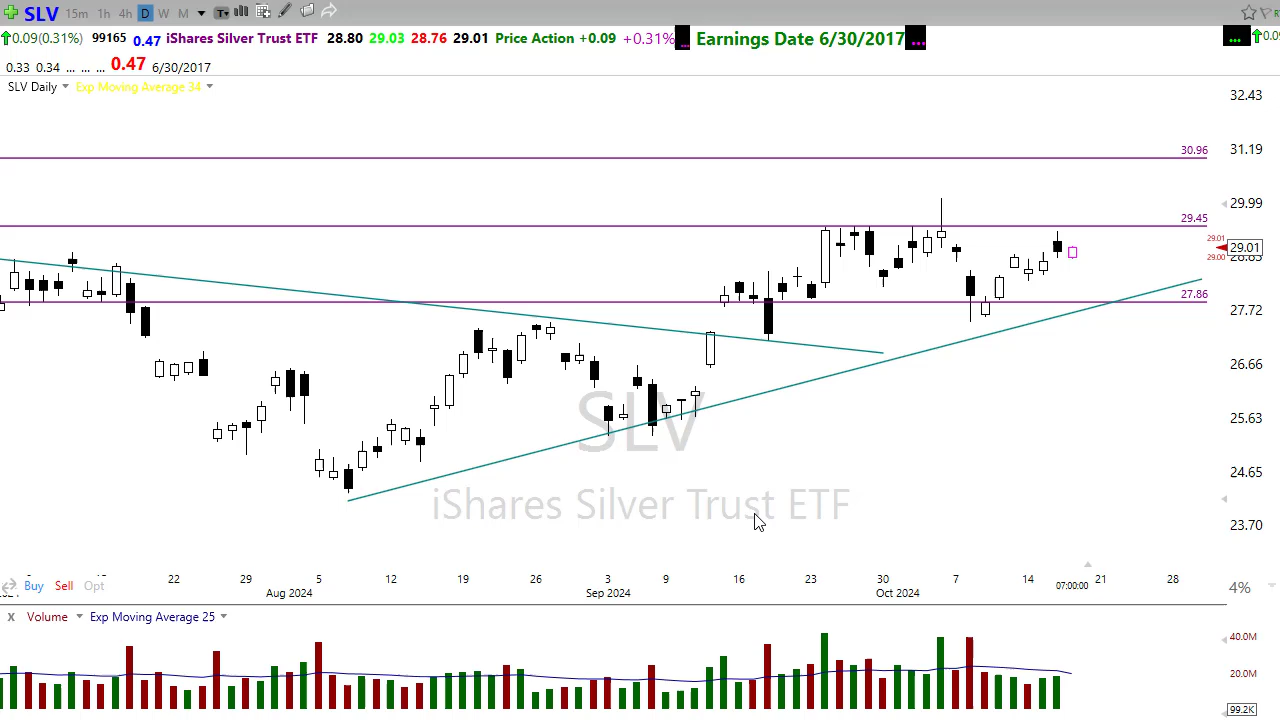 SLV 15m 1h 4h D W M T
0.09(0.31%) 99165 0.47 iShares Silver Trust ETF 28.80 29.03 28.76 29.01 Price Action +0.09 +0.31% ... Earnings Date 6/30/2017 ... ... 0.09
0.33 0.34 ... ... ... 0.47 6/30/2017
SLV Daily Exp Moving Average 34
32.43
31.19
30.96
29.99
29.45
29.01
29.01
29.00
27.86
27.72
26.66
25.63
24.65
23.70
SLV
iShares Silver Trust ETF
22 29 5 12 19 26 3 9 16 23 30 7 14 21 28
Buy Sell Opt
07:00:00
4%
Aug 2024 Sep 2024 Oct 2024
X Volume Exp Moving Average 25
40.0M
20.0M
99.2K